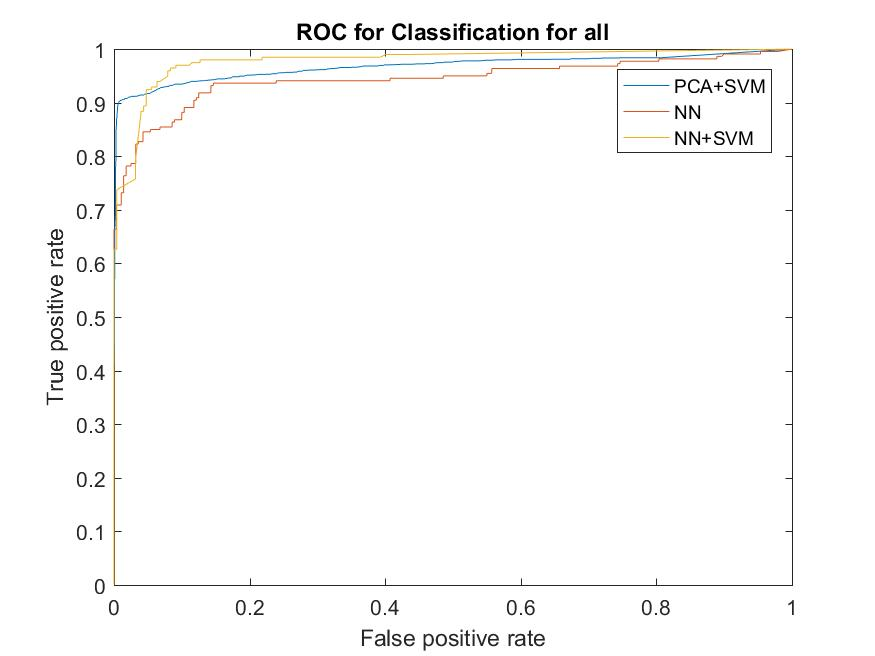 ROC for Classification for all
1
0.9
0.8
0.7
0.6
0.5
0.4
0.3
0.2
0.1
0
True positive rate
PCA+SVM
NN
NN+SVM
0 0.2 0.4 0.6 0.8 1
False positive rate